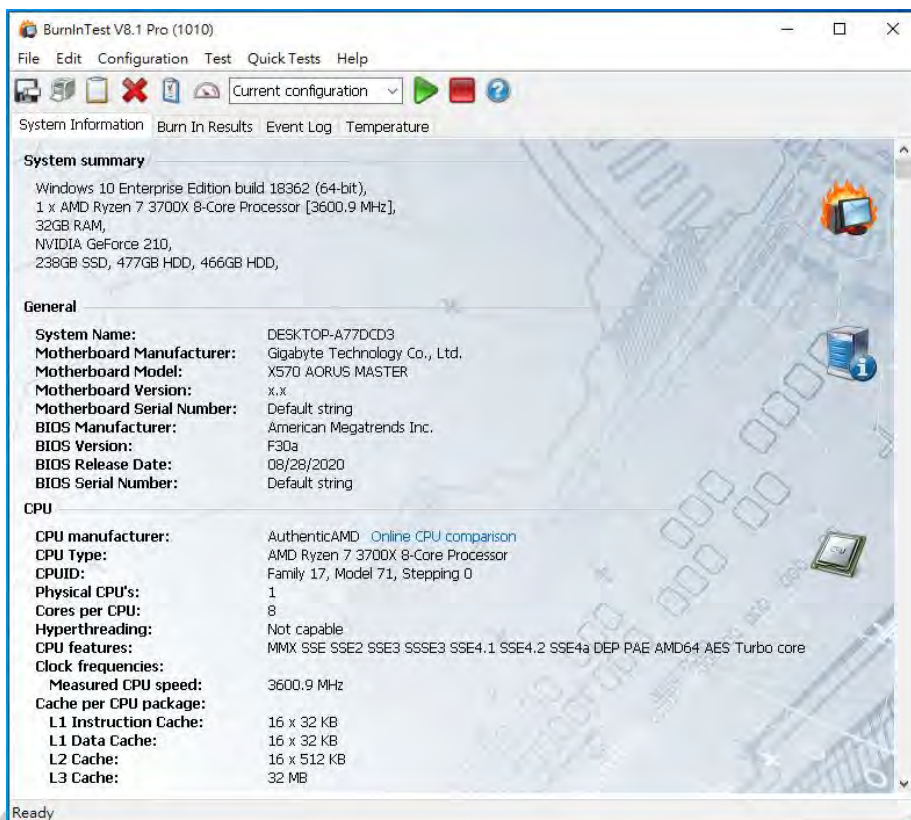 BurnInTest V8.1 Pro (1010)
File Edit Configuration Test Quick Tests Help
Current configuration
System Information Burn In Results Event Log Temperature
System summary
Windows 10 Enterprise Edition build 18362 (64-bit),
1 x AMD Ryzen 7 3700X 8-Core Processor [3600.9 MHz],
32GB RAM,
NVIDIA GeForce 210,
238GB SSD, 477GB HDD, 466GB HDD,
General
System Name: DESKTOP-A77DCD3
Motherboard Manufacturer: Gigabyte Technology Co., Ltd.
Motherboard Model: X570 AORUS MASTER
Motherboard Version: x.x
Motherboard Serial Number: Default string
BIOS Manufacturer: American Megatrends Inc.
BIOS Version: F30a
BIOS Release Date: 08/28/2020
BIOS Serial Number: Default string
CPU
CPU manufacturer: AuthenticAMD Online CPU comparison
CPU Type: AMD Ryzen 7 3700X 8-Core Processor
CPUID: Family 17, Model 71, Stepping 0
Physical CPU's: 1
Cores per CPU: 8
Hyperthreading: Not capable
CPU features: MMX SSE SSE2 SSE3 SSSE3 SSE4.1 SSE4.2 SSE4a DEP PAE AMD64 AES Turbo core
Clock frequencies:
Measured CPU speed: 3600.9 MHz
Cache per CPU package:
L1 Instruction Cache: 16 x 32 KB
L1 Data Cache: 16 x 32 KB
L2 Cache: 16 x 512 KB
L3 Cache: 32 MB
Ready